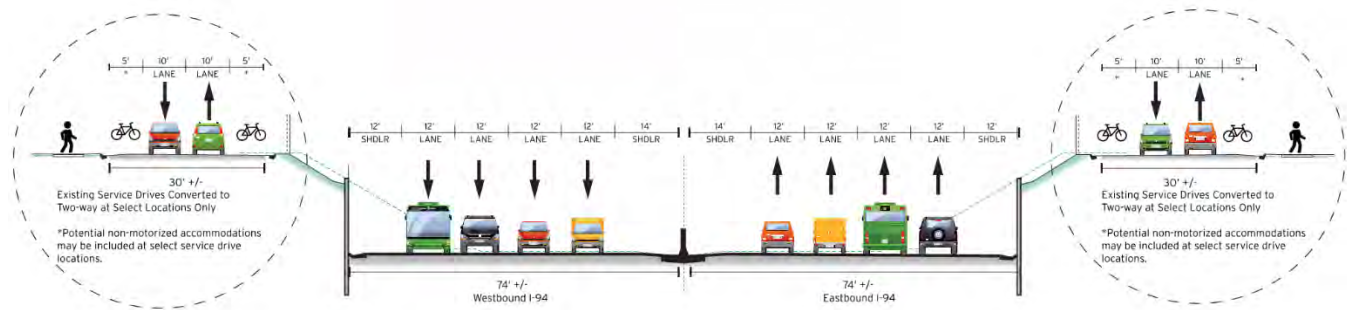 5' 10' 10' 5'
* LANE LANE *
30' +/-
Existing Service Drives Converted to
Two-way at Select Locations Only
*Potential non-motorized accommodations
may be included at select service drive
locations.
12' 12' 12' 12' 12' 14'
SHDLR LANE LANE LANE LANE SHDLR
74' +/-
Westbound I-94
14' 12' 12' 12' 12' 12'
SHDLR LANE LANE LANE LANE SHDLR
74' +/-
Eastbound I-94
5' 10' 10' 5'
* LANE LANE *
30' +/-
Existing Service Drives Converted to
Two-way at Select Locations Only
*Potential non-motorized accommodations
may be included at select service drive
locations.